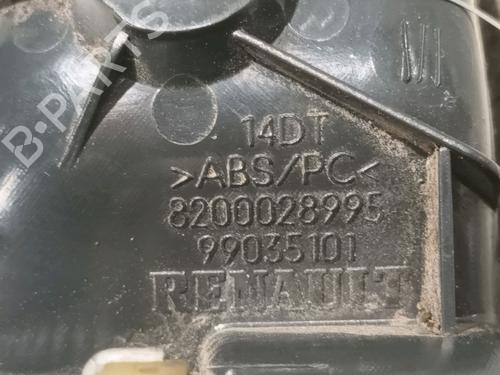 B-PARTS
14DT
>ABS/PC<
8200028995
99035101
RENAULT